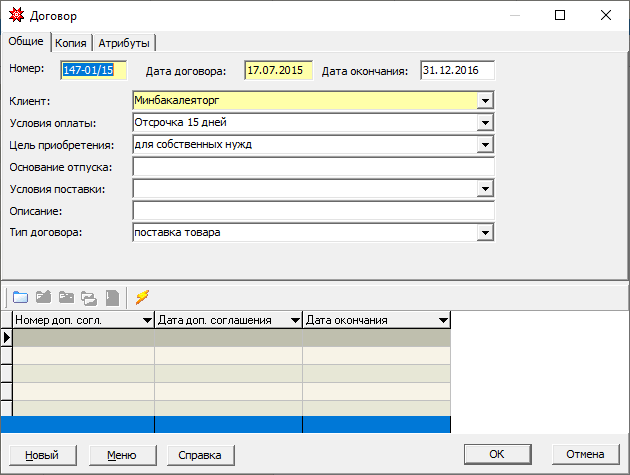 Договор
Общие Копия Атрибуты
Номер: 147-01/15 Дата договора: 17.07.2015 Дата окончания: 31.12.2016
Клиент: Минбакалеяторг
Условия оплаты: Отсрочка 15 дней
Цель приобретения: для собственных нужд
Основание отпуска:
Условия поставки:
Описание:
Тип договора: поставка товара
Номер доп. согл. Дата доп. соглашения Дата окончания
Новый Меню Справка ОК Отмена